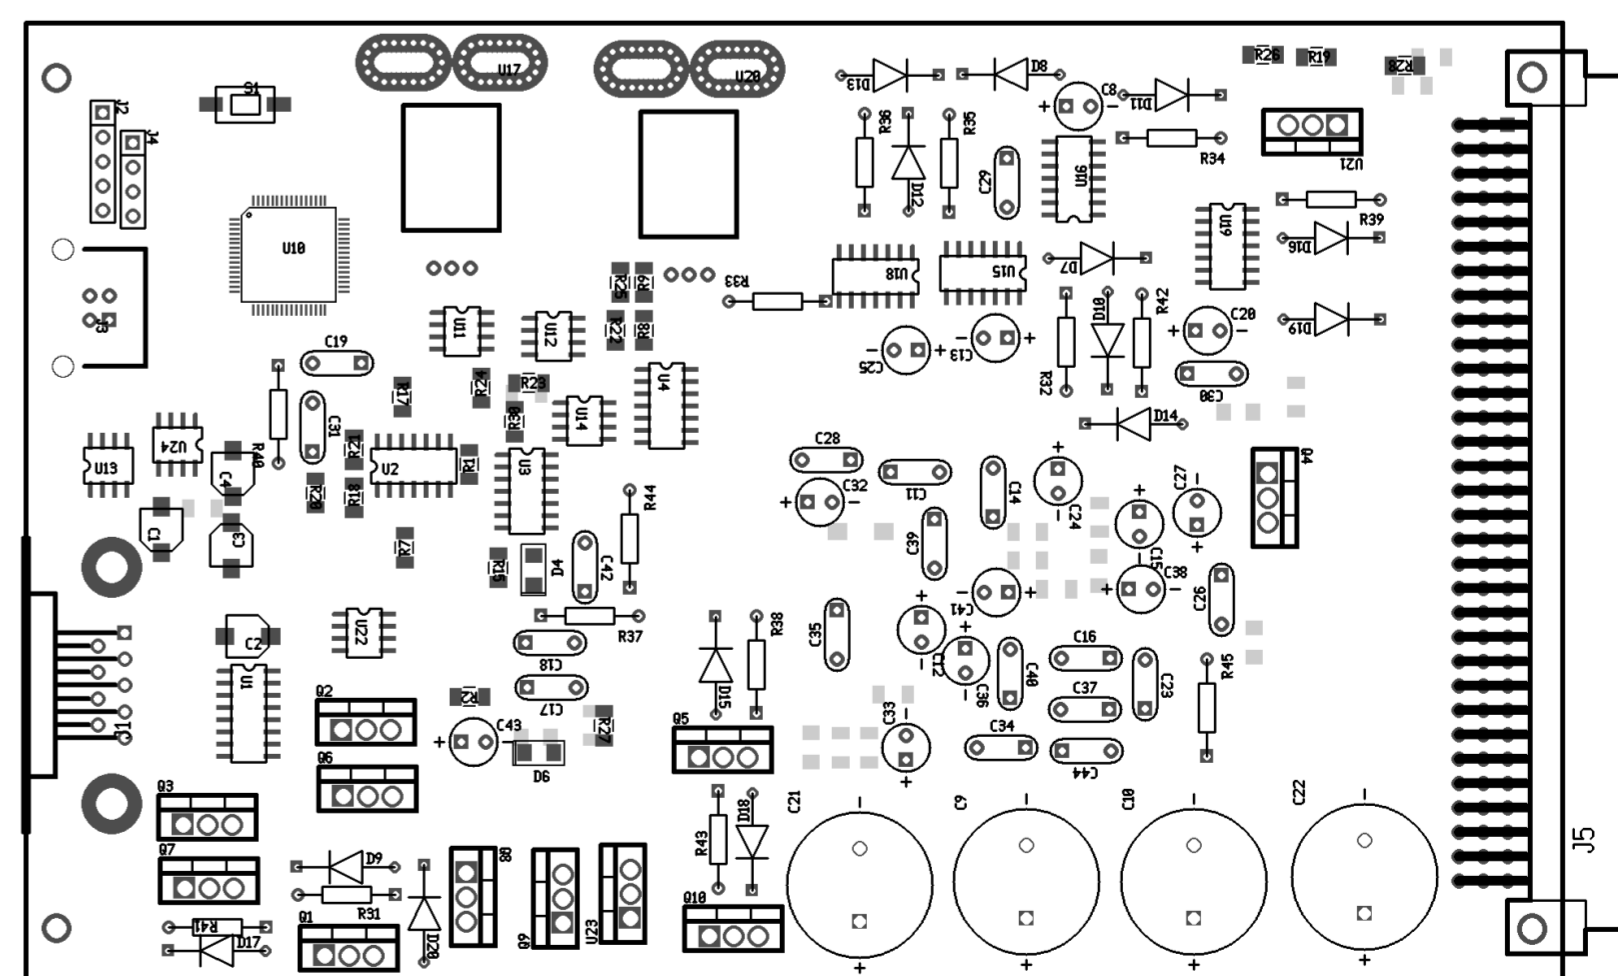 U17
U20
D13
D8
R26
R19
R28
S1
C8
+
-
D11
J2
J4
R36
R35
R34
U21
D12
C29
U16
R39
U19
D16
U10
D7
R33
U18
U15
R25
R9
R22
R8
J3
U11
U12
D10
R42
C20
+
-
D19
C25
-
+
C13
-
+
R32
C30
C19
R17
R24
R23
R30
U14
U4
D14
C31
R40
U24
U13
R21
U2
R1
U3
C28
C11
C14
+
C24
-
C27
-
+
Q4
C4
R20
R18
R44
+
C32
-
C1
C3
R7
R15
D4
C42
C39
+
C15
-
+
C38
-
C26
C41
-
+
C2
U22
R37
R38
C35
+
C12
-
+
C36
-
C40
C16
C23
R45
C18
U1
C17
R2
D15
C37
J1
Q2
+
C43
-
R27
Q5
C33
-
+
C34
C44
D6
Q6
Q3
Q7
D9
R31
Q1
R41
D17
D20
Q8
Q9
U23
R43
D18
Q10
C21
-
+
C9
-
+
C10
-
+
C22
-
+
J5